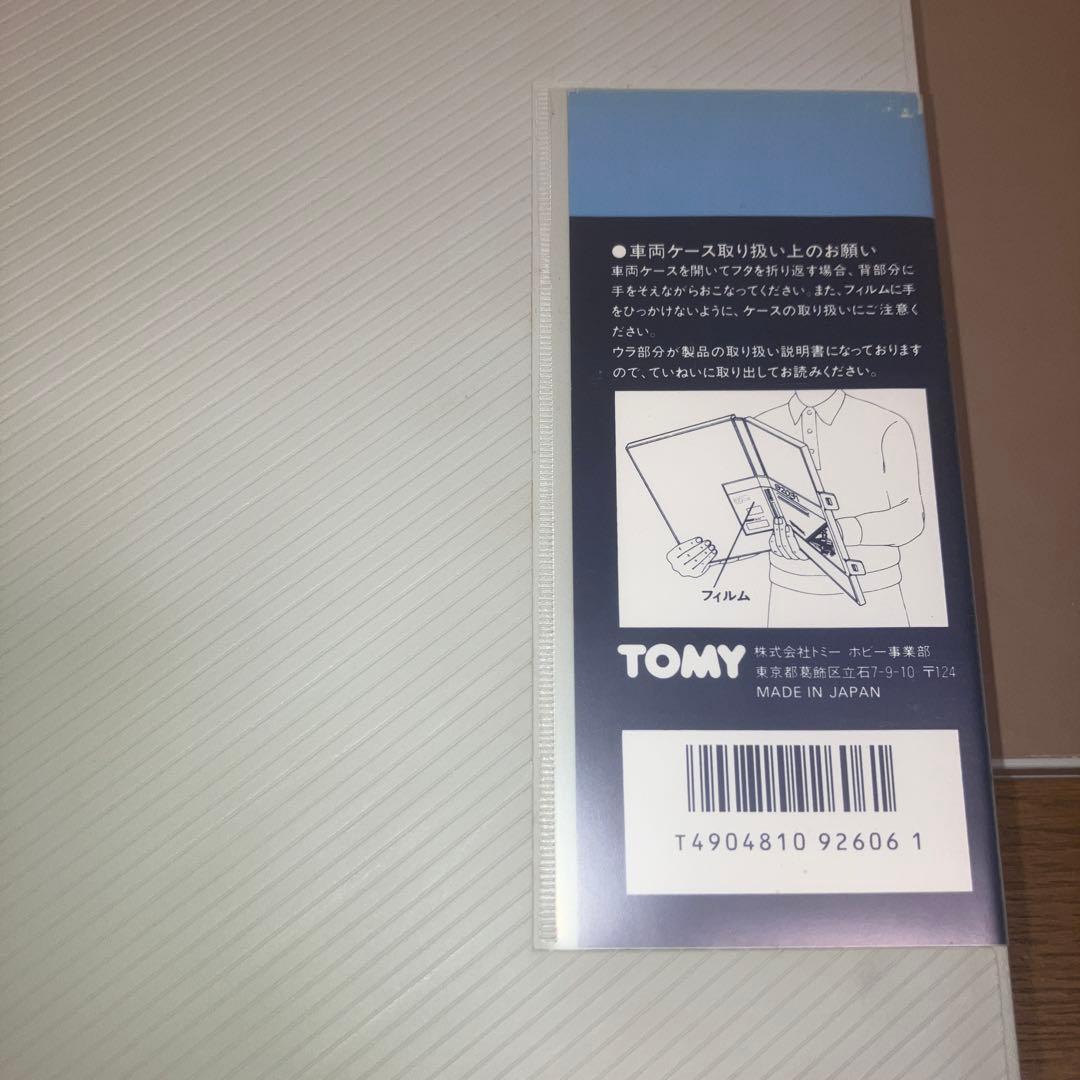 ●車両ケース取り扱い上のお願い
車両ケースを開いてフタを折り返す場合、背部分に
手をそえながらおこなってください。また、フィルムに手
をひっかけないように、ケースの取り扱いにご注意く
ださい。
ウラ部分が製品の取り扱い説明書になっております
ので、ていねいに取り出してお読みください。
フィルム
TOMY
株式会社トミー ホビー事業部
東京都葛飾区立石7-9-10 〒124
MADE IN JAPAN
T4904810 92606 1